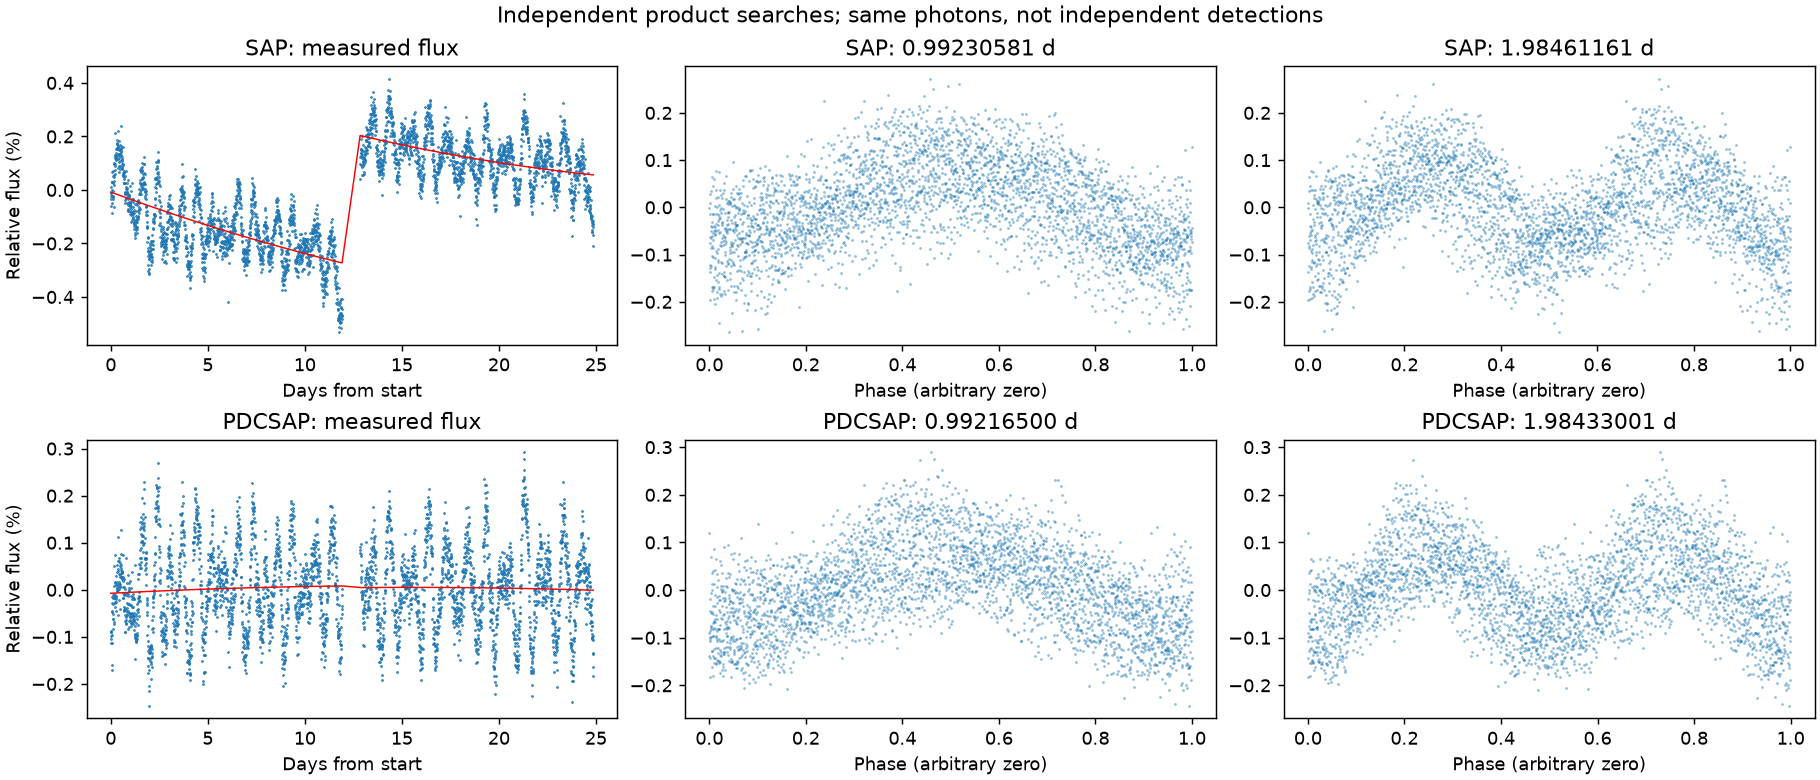 Independent product searches; same photons, not independent detections
SAP: measured flux
SAP: 0.99230581 d
SAP: 1.98461161 d
Relative flux (%)
0.4
0.2
0.0
−0.2
−0.4
0 5 10 15 20 25
Days from start
0.2
0.1
0.0
−0.1
−0.2
0.0 0.2 0.4 0.6 0.8 1.0
Phase (arbitrary zero)
0.2
0.1
0.0
−0.1
−0.2
0.0 0.2 0.4 0.6 0.8 1.0
Phase (arbitrary zero)
PDCSAP: measured flux
PDCSAP: 0.99216500 d
PDCSAP: 1.98433001 d
Relative flux (%)
0.3
0.2
0.1
0.0
−0.1
−0.2
0 5 10 15 20 25
Days from start
0.3
0.2
0.1
0.0
−0.1
−0.2
0.0 0.2 0.4 0.6 0.8 1.0
Phase (arbitrary zero)
0.3
0.2
0.1
0.0
−0.1
−0.2
0.0 0.2 0.4 0.6 0.8 1.0
Phase (arbitrary zero)